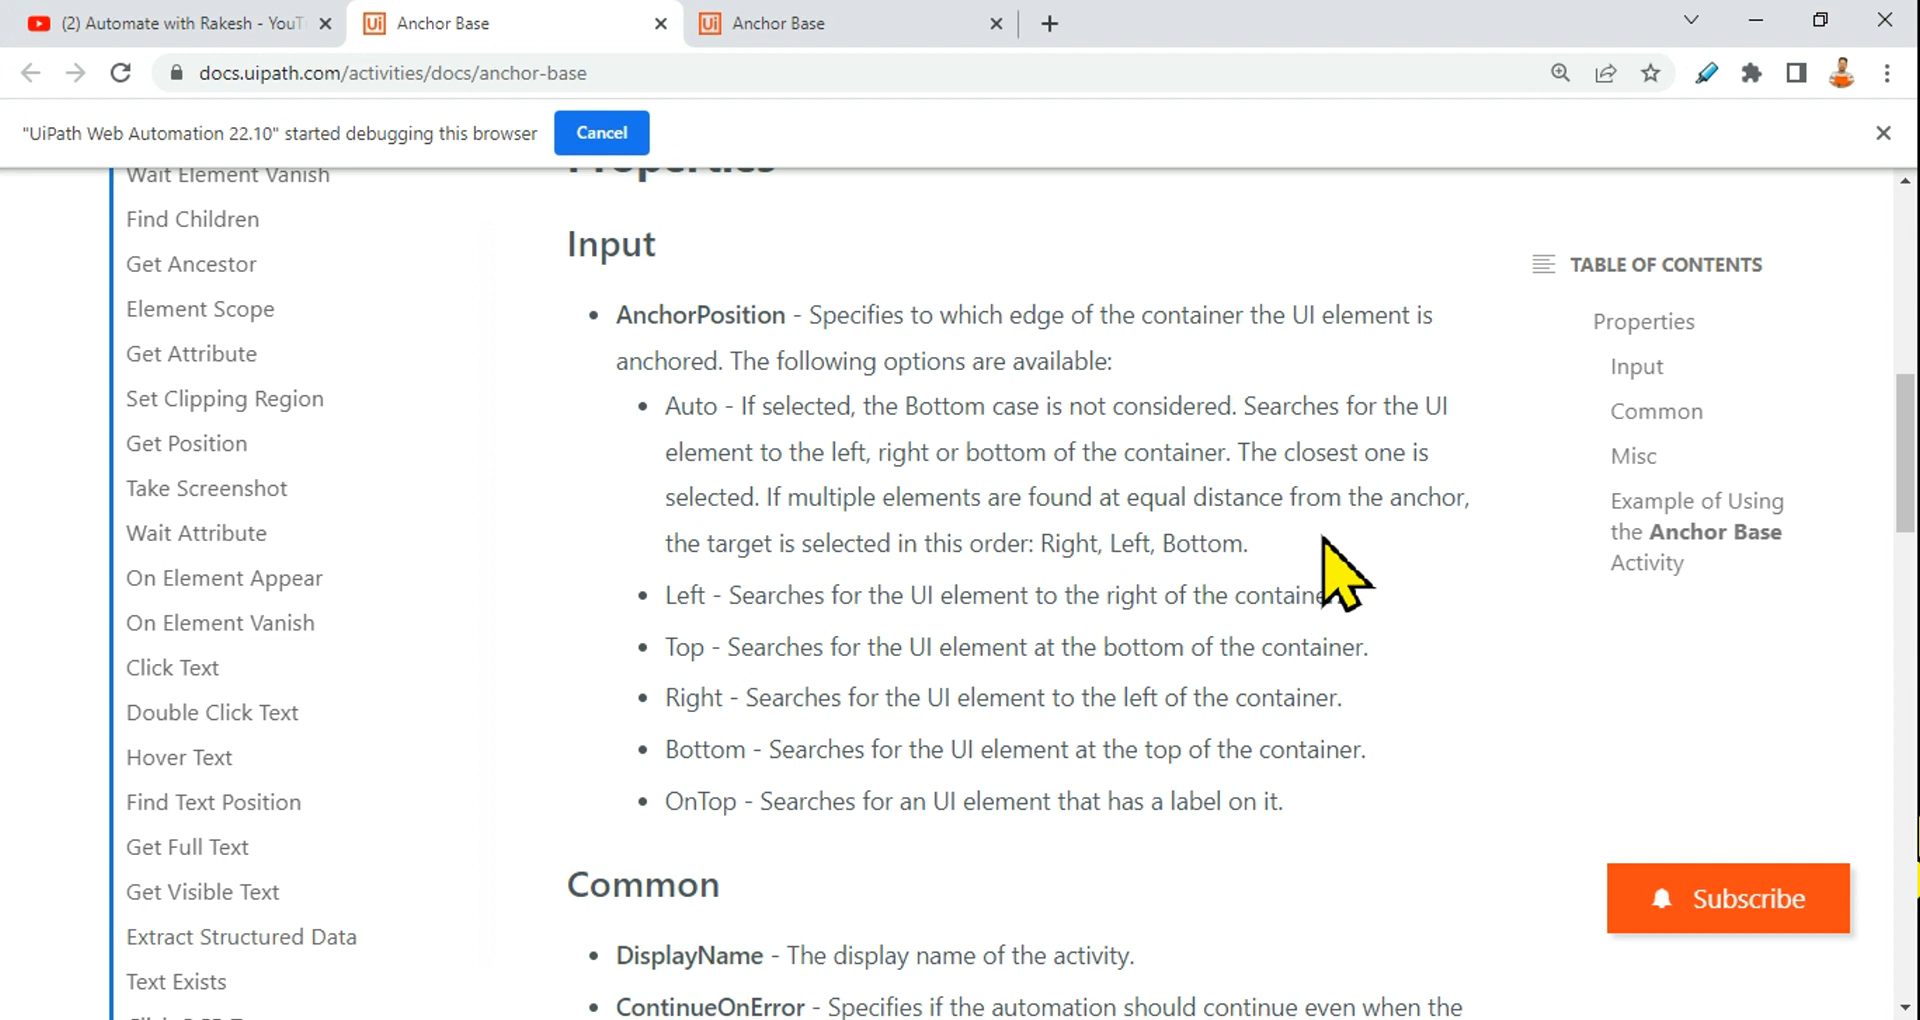 (2) Automate with Rakesh - YouT
Anchor Base
Anchor Base
docs.uipath.com/activities/docs/anchor-base
"UiPath Web Automation 22.10" started debugging this browser
Cancel
Wait Element Vanish
Find Children
Get Ancestor
Element Scope
Get Attribute
Set Clipping Region
Get Position
Take Screenshot
Wait Attribute
On Element Appear
On Element Vanish
Click Text
Double Click Text
Hover Text
Find Text Position
Get Full Text
Get Visible Text
Extract Structured Data
Text Exists
Properties
Input
• AnchorPosition - Specifies to which edge of the container the UI element is
anchored. The following options are available:
• Auto - If selected, the Bottom case is not considered. Searches for the UI
element to the left, right or bottom of the container. The closest one is
selected. If multiple elements are found at equal distance from the anchor,
the target is selected in this order: Right, Left, Bottom.
• Left - Searches for the UI element to the right of the container.
• Top - Searches for the UI element at the bottom of the container.
• Right - Searches for the UI element to the left of the container.
• Bottom - Searches for the UI element at the top of the container.
• OnTop - Searches for an UI element that has a label on it.
Common
• DisplayName - The display name of the activity.
• ContinueOnError - Specifies if the automation should continue even when the
TABLE OF CONTENTS
Properties
Input
Common
Misc
Example of Using
the Anchor Base
Activity
Subscribe